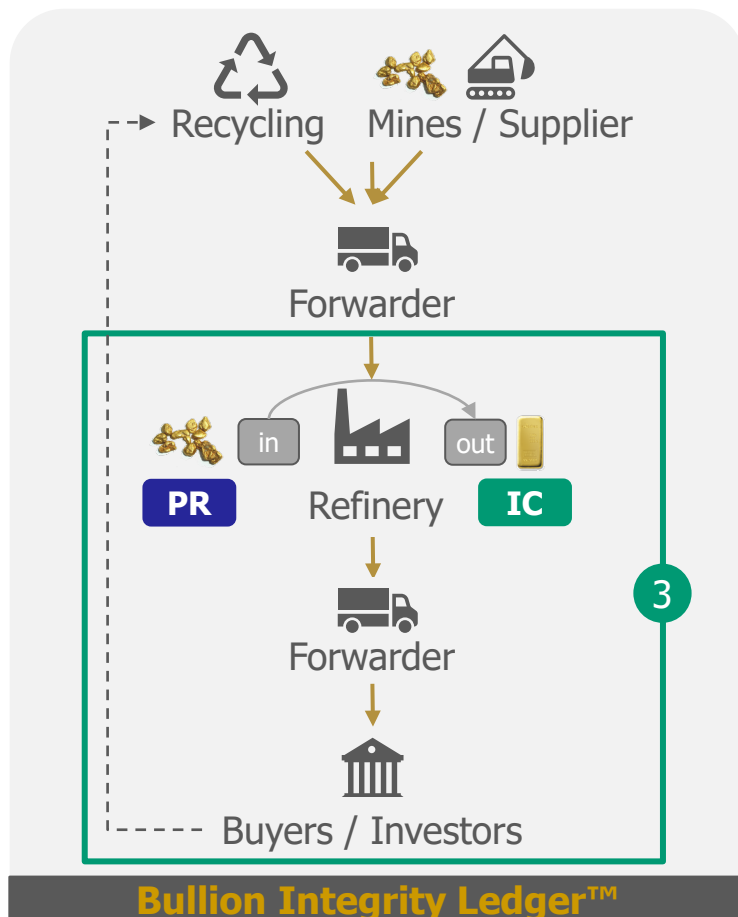 Recycling
Mines / Supplier
Forwarder
in
out
PR
Refinery
IC
3
Forwarder
Buyers / Investors
Bullion Integrity Ledger™